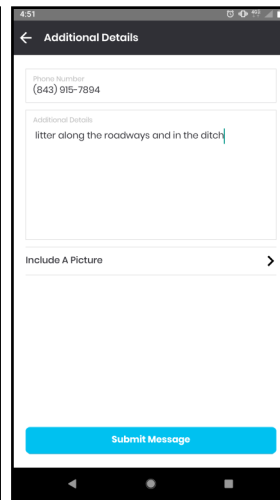 4:51
Additional Details
Phone Number
(843) 915-7894
Additional Details
litter along the roadways and in the ditch
Include A Picture
Submit Message